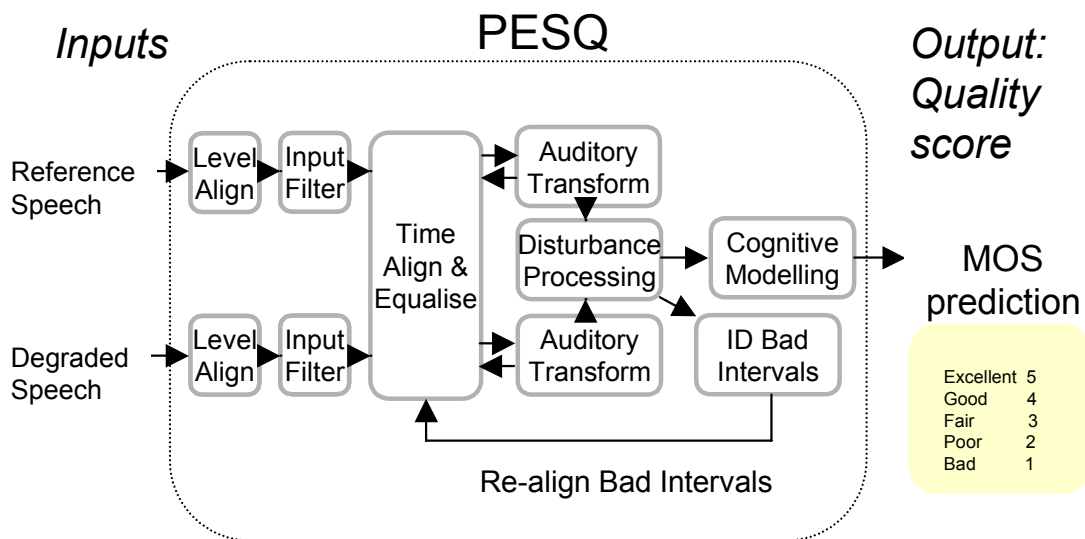 Inputs
PESQ
Output:
Quality
score
Reference
Speech
Level
Align
Input
Filter
Time
Align &
Equalise
Auditory
Transform
Disturbance
Processing
Cognitive
Modelling
MOS
prediction
Degraded
Speech
Level
Align
Input
Filter
Auditory
Transform
ID Bad
Intervals
Excellent 5
Good 4
Fair 3
Poor 2
Bad 1
Re-align Bad Intervals